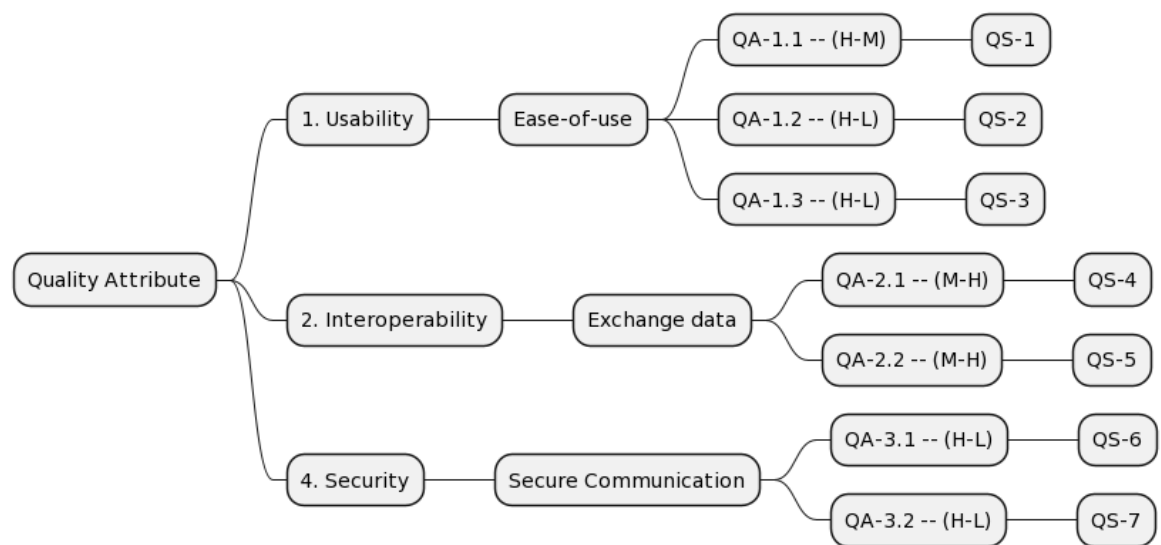 QA-1.1 -- (H-M)
QS-1
1. Usability
Ease-of-use
QA-1.2 -- (H-L)
QS-2
QA-1.3 -- (H-L)
QS-3
Quality Attribute
QA-2.1 -- (M-H)
QS-4
2. Interoperability
Exchange data
QA-2.2 -- (M-H)
QS-5
QA-3.1 -- (H-L)
QS-6
4. Security
Secure Communication
QA-3.2 -- (H-L)
QS-7